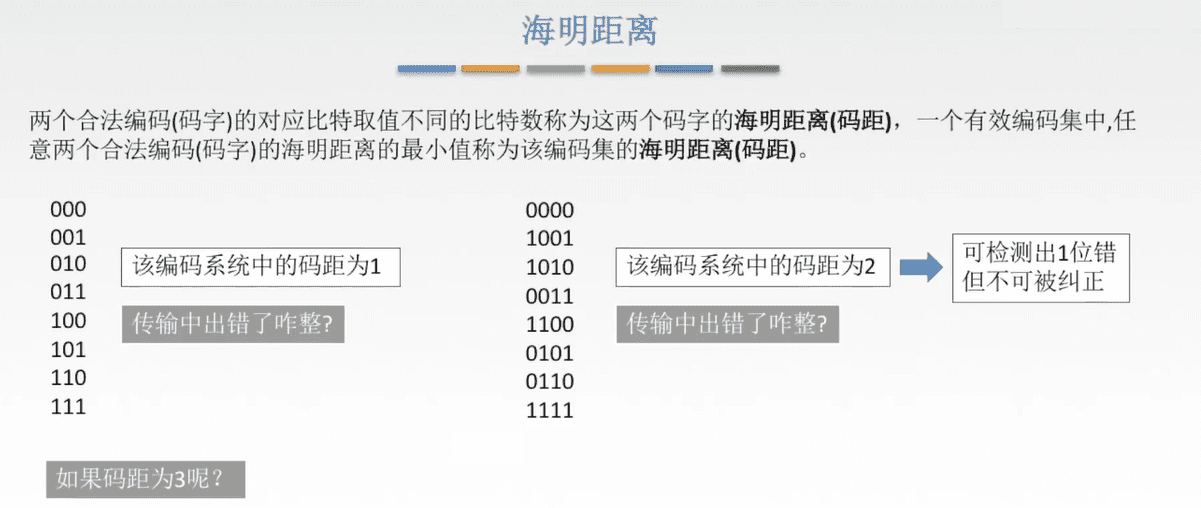 海明距离
两个合法编码(码字)的对应比特取值不同的比特数称为这两个码字的海明距离(码距)，一个有效编码集中,任
意两个合法编码(码字)的海明距离的最小值称为该编码集的海明距离(码距)。
000
001
010
011
100
101
110
111
该编码系统中的码距为1
传输中出错了咋整?
0000
1001
1010
0011
1100
0101
0110
1111
该编码系统中的码距为2
传输中出错了咋整?
可检测出1位错
但不可被纠正
如果码距为3呢？